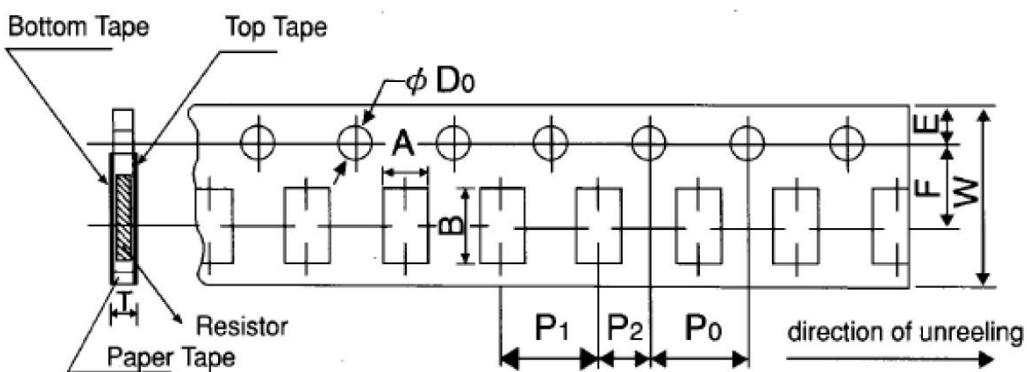 Bottom Tape
Top Tape
ϕ D0
A
B
E
F
W
T
Resistor
Paper Tape
P1
P2
P0
direction of unreeling